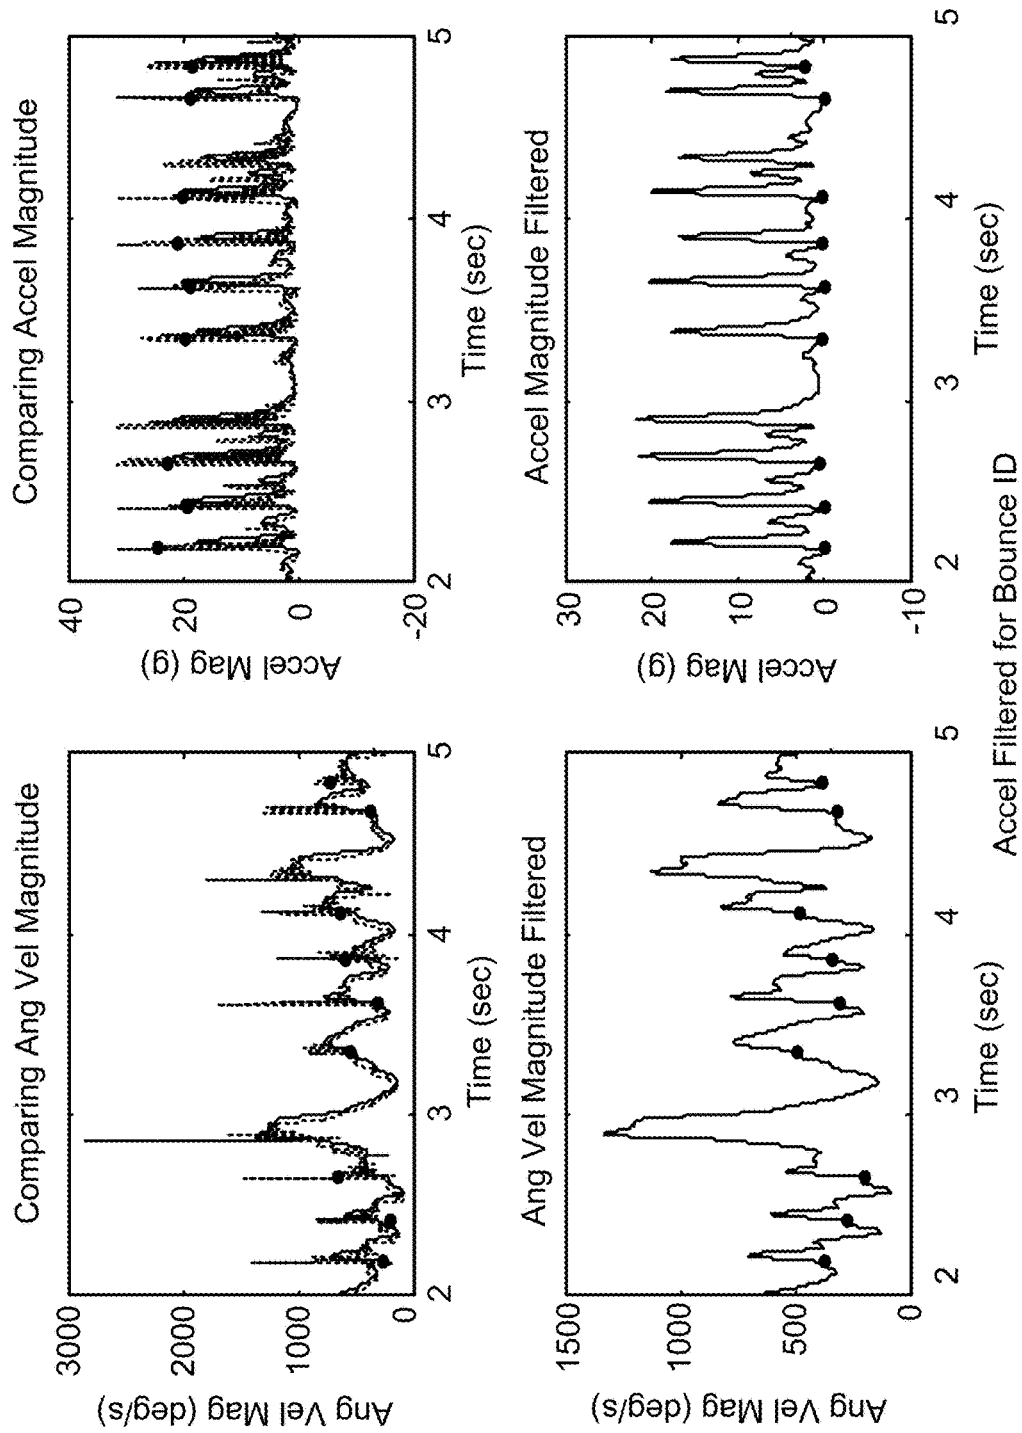 Comparing Ang Vel Magnitude
Ang Vel Mag (deg/s)
3000
2000
1000
0
2
3
4
5
Time (sec)
Comparing Accel Magnitude
Accel Mag (g)
40
20
0
-20
2
3
4
5
Time (sec)
Ang Vel Magnitude Filtered
Ang Vel Mag (deg/s)
1500
1000
500
0
2
3
4
5
Time (sec)
Accel Magnitude Filtered
Accel Mag (g)
30
20
10
0
-10
2
3
4
5
Time (sec)
Accel Filtered for Bounce ID